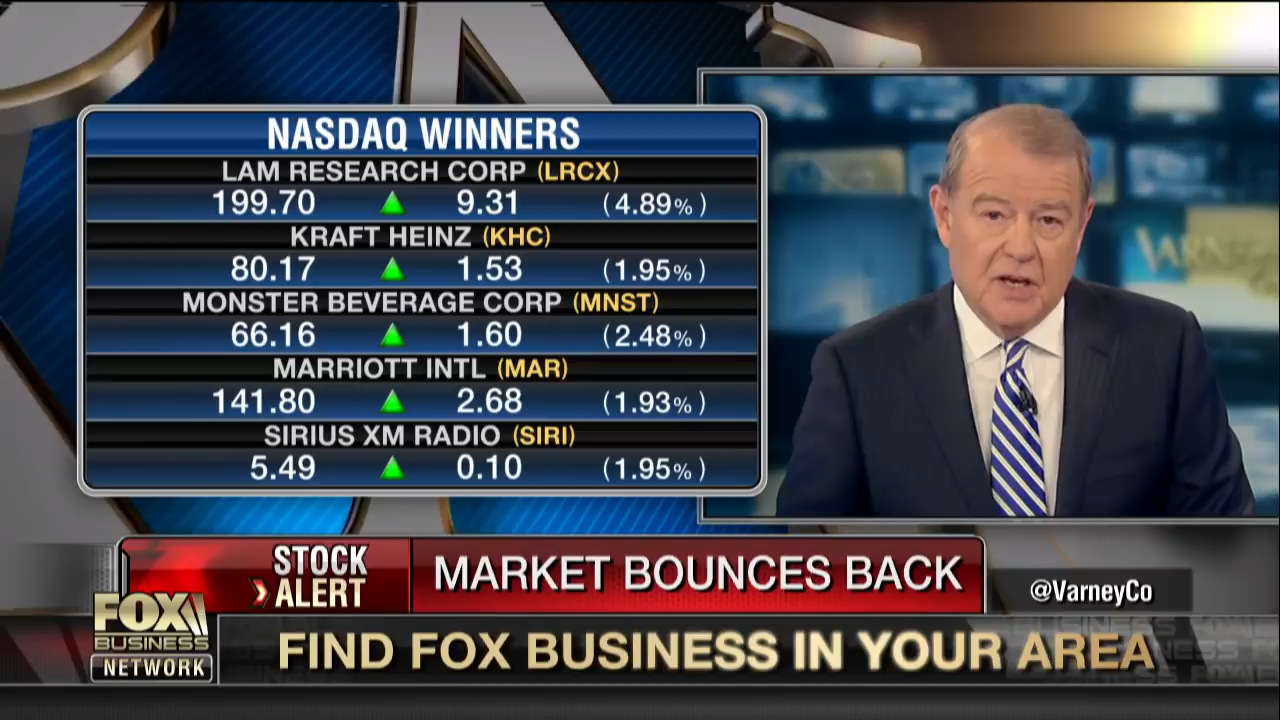 NASDAQ WINNERS
LAM RESEARCH CORP (LRCX)
199.70 ▲ 9.31 (4.89%)
KRAFT HEINZ (KHC)
80.17 ▲ 1.53 (1.95%)
MONSTER BEVERAGE CORP (MNST)
66.16 ▲ 1.60 (2.48%)
MARRIOTT INTL (MAR)
141.80 ▲ 2.68 (1.93%)
SIRIUS XM RADIO (SIRI)
5.49 ▲ 0.10 (1.95%)
STOCK
ALERT
MARKET BOUNCES BACK
@VarneyCo
FOX
BUSINESS
NETWORK
FIND FOX BUSINESS IN YOUR AREA